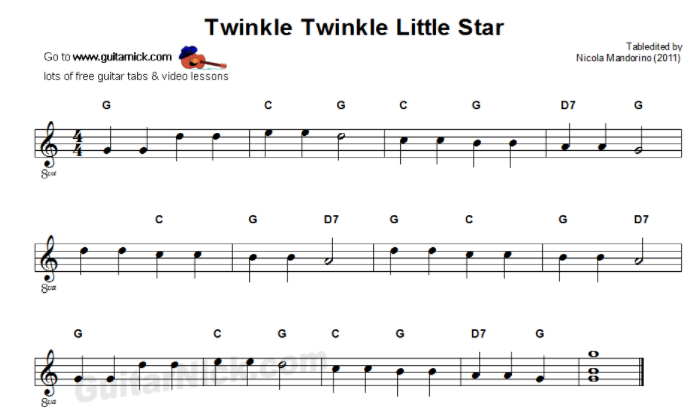 Twinkle Twinkle Little Star
Go to www.guitarnick.com
lots of free guitar tabs & video lessons
Tabledited by
Nicola Mandorino (2011)
G C G C G D7 G
4
4
8va
C G D7 G C G D7
8va
G C G C G D7 G
8va
GuitarNick.com